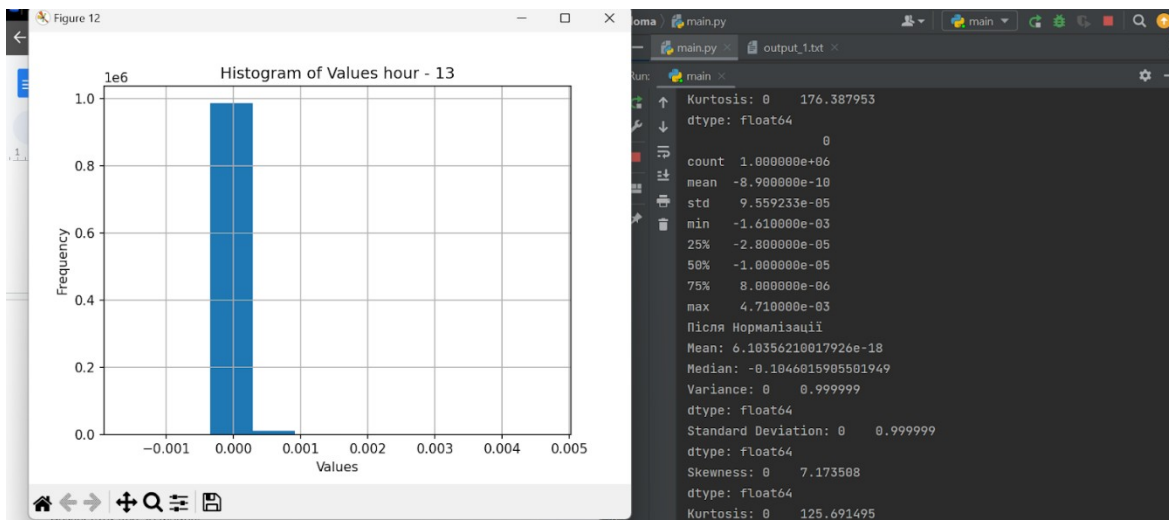 Figure 12
Histogram of Values hour - 13
1e6
1.0
0.8
0.6
0.4
0.2
0.0
Frequency
−0.001 0.000 0.001 0.002 0.003 0.004 0.005
Values
1
loma main.py
main
main.py output_1.txt
Run: main
Kurtosis: 0 176.387953
dtype: float64
0
count 1.000000e+06
mean -8.900000e-10
std 9.559233e-05
min -1.610000e-03
25% -2.800000e-05
50% -1.000000e-05
75% 8.000000e-06
max 4.710000e-03
Після Нормалізації
Mean: 6.10356210017926e-18
Median: -0.1046015905501949
Variance: 0 0.999999
dtype: float64
Standard Deviation: 0 0.999999
dtype: float64
Skewness: 0 7.173508
dtype: float64
Kurtosis: 0 125.691495